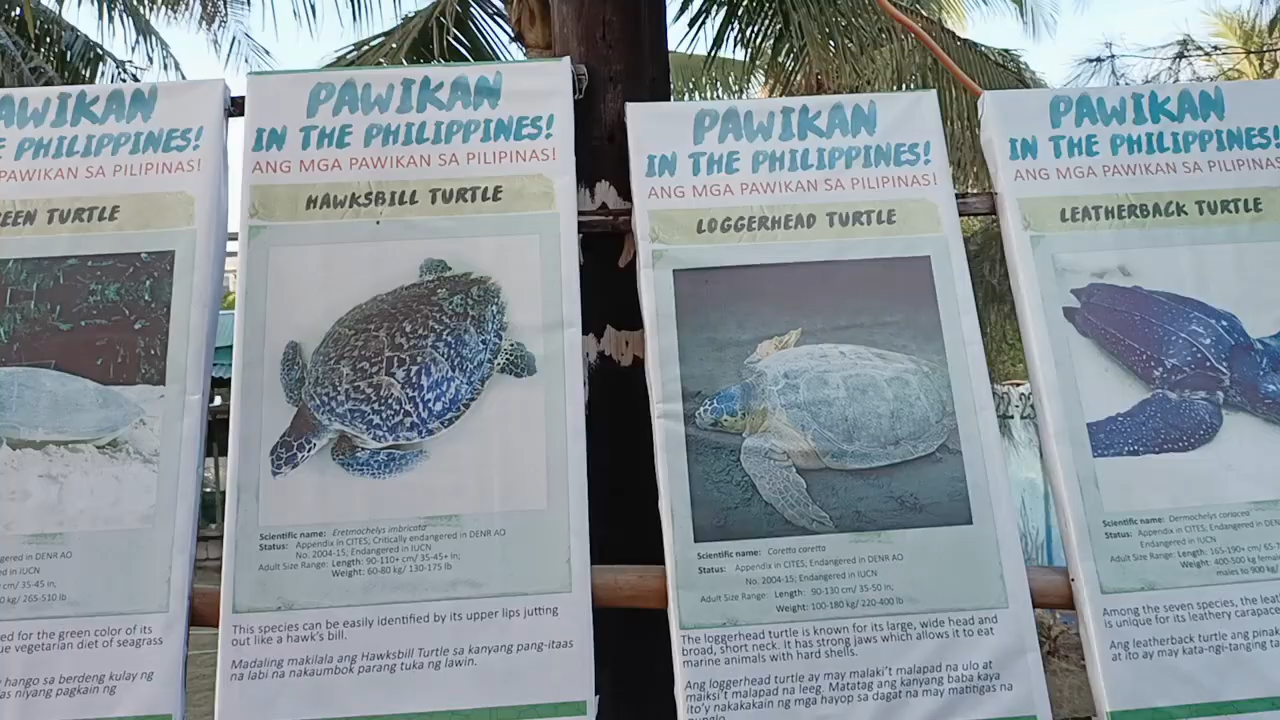 AWIKAN
PHILIPPINES!
PAWIKAN SA PILIPINAS!
EEN TURTLE
gered in DENR AO
d in IUCN
cm/ 35-45 in;
0 kg/ 265-510 lb
ed for the green color of its
ue vegetarian diet of seagrass
hango sa berdeng kulay ng
as niyang pagkain ng
PAWIKAN
IN THE PHILIPPINES!
ANG MGA PAWIKAN SA PILIPINAS!
HAWKSBILL TURTLE
Scientific name: Eretmochelys imbricata
Status: Appendix in CITES; Critically endangered in DENR AO
No. 2004-15; Endangered in IUCN
Adult Size Range: Length: 90-110+ cm/ 35-45+ in;
Weight: 60-80 kg/ 130-175 lb
This species can be easily identified by its upper lips jutting
out like a hawk's bill.
Madaling makilala ang Hawksbill Turtle sa kanyang pang-itaas
na labi na nakaumbok parang tuka ng lawin.
PAWIKAN
IN THE PHILIPPINES!
ANG MGA PAWIKAN SA PILIPINAS!
LOGGERHEAD TURTLE
Scientific name: Caretta caretta
Status: Appendix in CITES; Endangered in DENR AO
No. 2004-15; Endangered in IUCN
Adult Size Range: Length: 90-130 cm/ 35-50 in;
Weight: 100-180 kg/ 220-400 lb
The loggerhead turtle is known for its large, wide head and
broad, short neck. It has strong jaws which allows it to eat
marine animals with hard shells.
Ang loggerhead turtle ay may malaki't malapad na ulo at
maiksi't malapad na leeg. Matatag ang kanyang baba kaya
ito'y nakakakain ng mga hayop sa dagat na may matigas na
PAWIKAN
IN THE PHILIPPINES!
ANG MGA PAWIKAN SA PILIPINAS
LEATHERBACK TURTLE
Scientific name: Dermochelys coriacea
Status: Appendix in CITES; Endangered in DENR
Endangered in IUCN
Adult Size Range: Length: 165-190+ cm/ 65-
Weight: 400-500 kg
males to 900 kg/
Among the seven species, the lea
is unique for its leathery carapace
Ang leatherback turtle ang pinak
at ito ay may kata-ngi-tanging ta
22-23